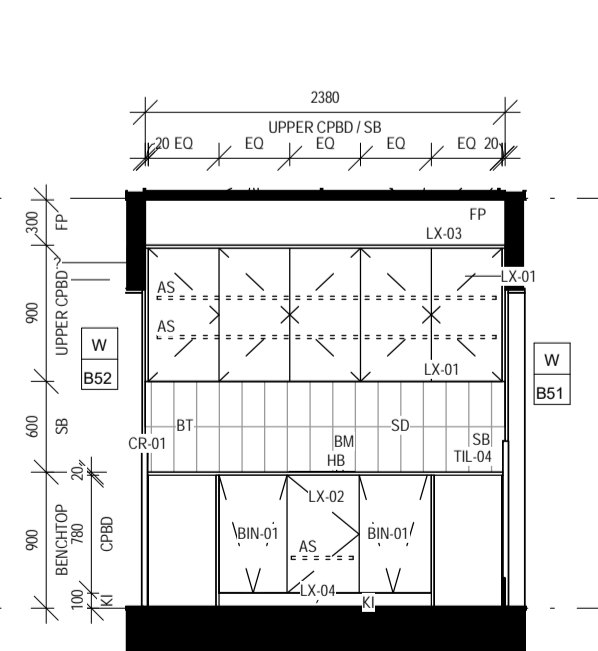 2380
UPPER CPBD / SB
20 EQ EQ EQ EQ EQ 20
300
FP
FP
LX-03
?
LX-01
900
UPPER CPBD
AS
AS
W
B52
W
B51
LX-01
600
SB
BT
SD
CR-01
BM
SB
HB
TIL-04
20
LX-02
900
BENCHTOP
780
CPBD
BIN-01
BIN-01
AS
100
KI
LX-04
KI